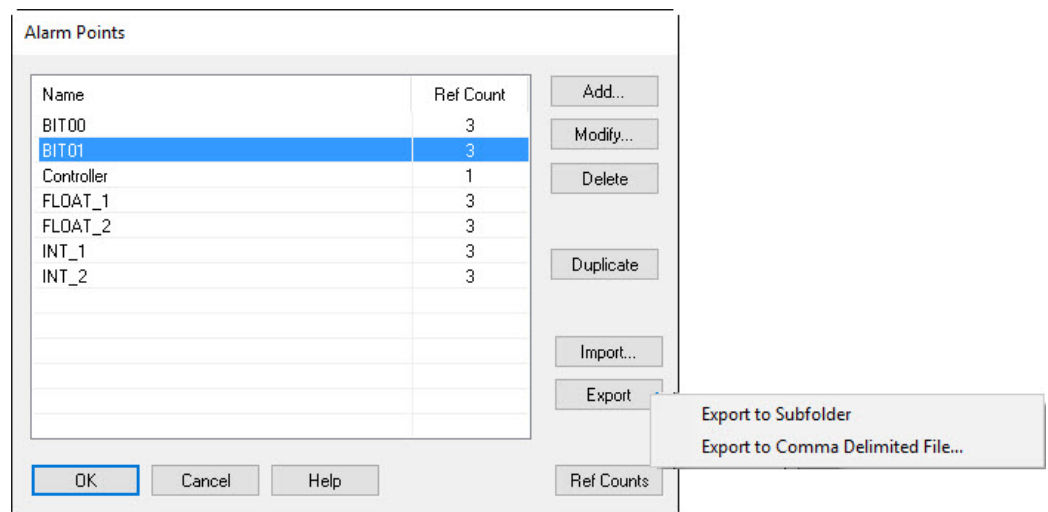 Alarm Points
Name Ref Count
BIT00 3
BIT01 3
Controller 1
FLOAT_1 3
FLOAT_2 3
INT_1 3
INT_2 3
Add...
Modify...
Delete
Duplicate
Import...
Export
Export to Subfolder
Export to Comma Delimited File...
OK Cancel Help Ref Counts